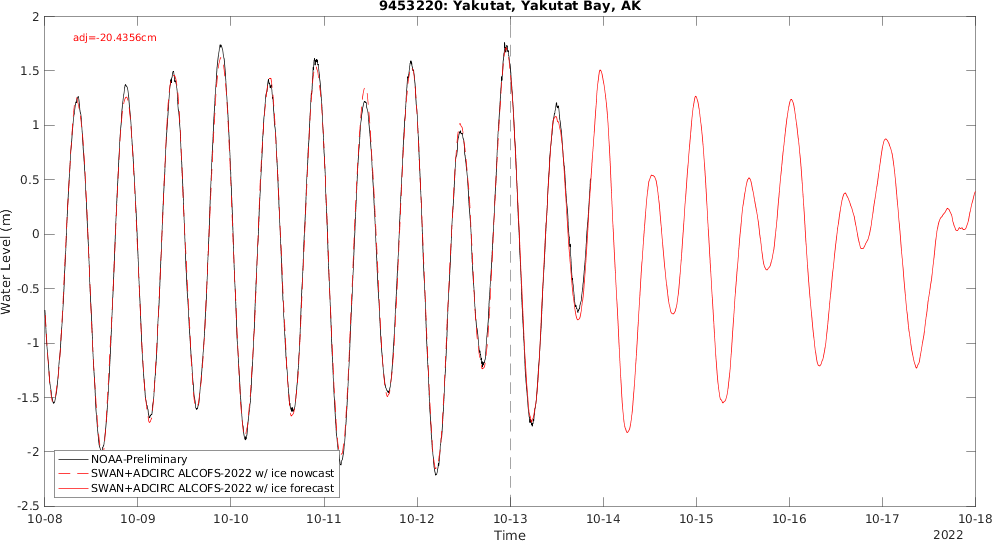 9453220: Yakutat, Yakutat Bay, AK
adj=-20.4356cm
2
1.5
1
0.5
0
-0.5
-1
-1.5
-2
-2.5
Water Level (m)
NOAA-Preliminary
SWAN+ADCIRC ALCOFS-2022 w/ ice nowcast
SWAN+ADCIRC ALCOFS-2022 w/ ice forecast
10-08 10-09 10-10 10-11 10-12 10-13 10-14 10-15 10-16 10-17 10-18
Time
2022